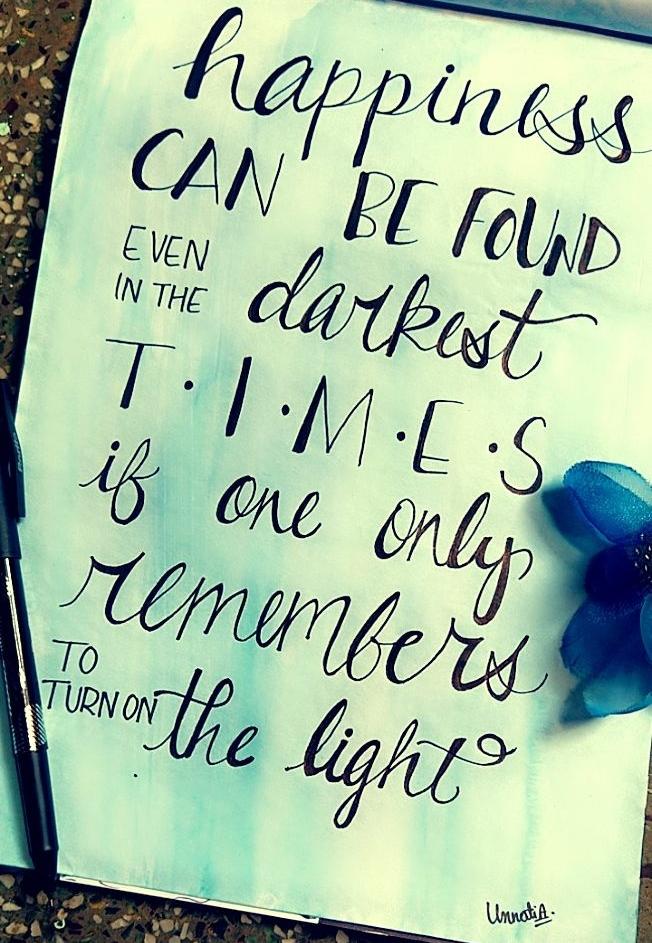 happiness
CAN BE FOUND
EVEN
IN THE darkest
T.I.M.E.S
if one only
remembers
TO
TURN ON the light
Unnati A.